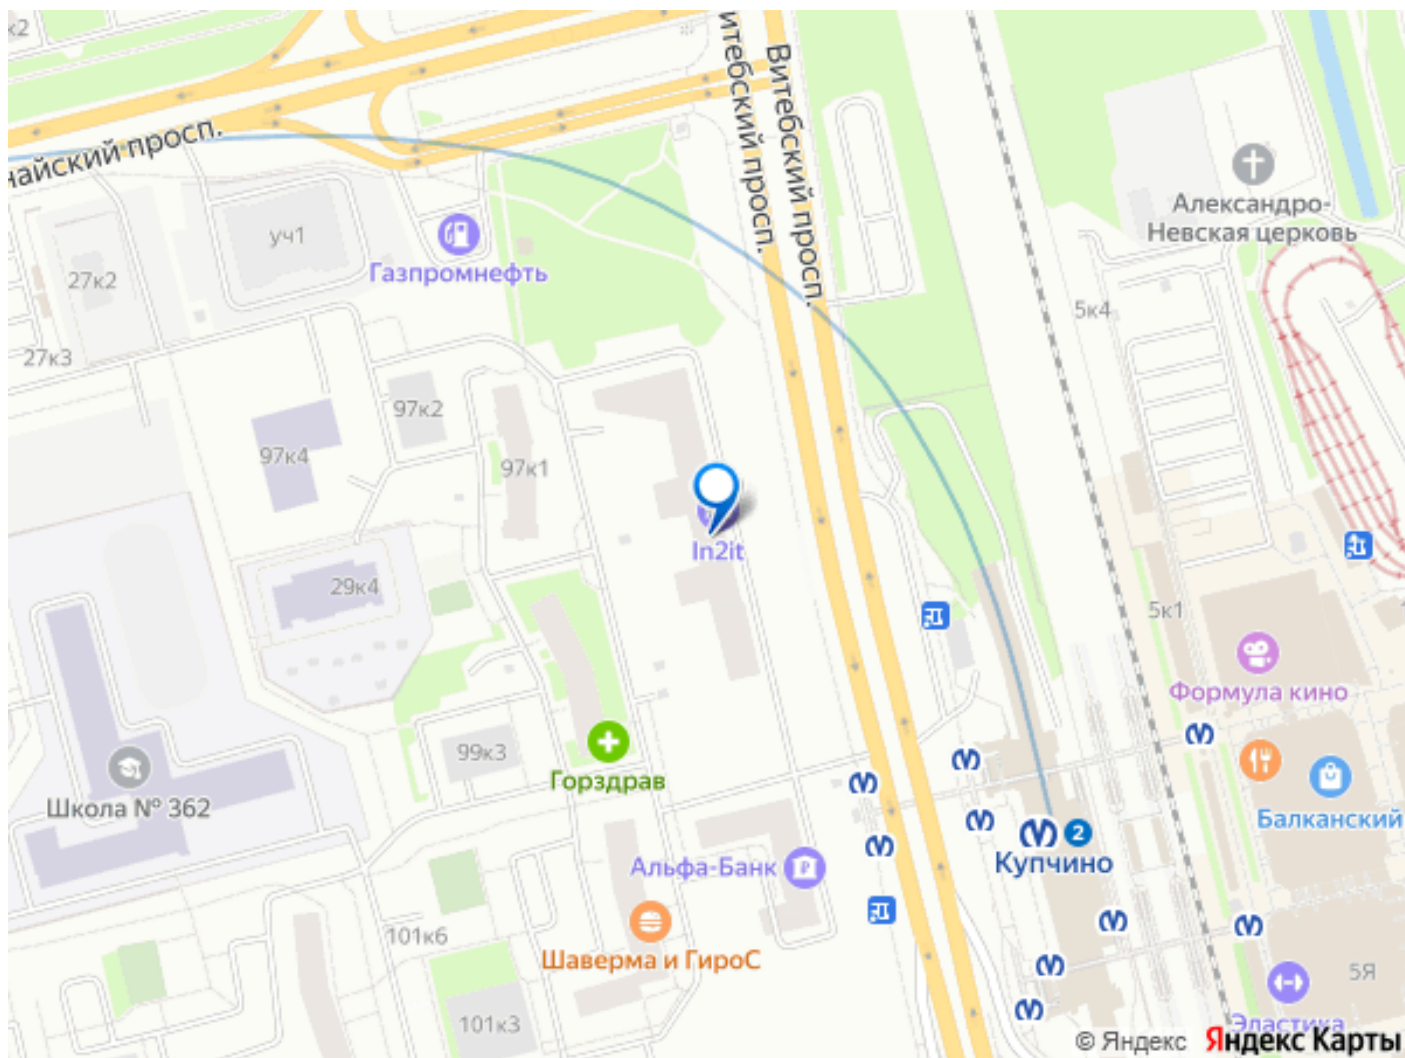 к2
Витебский просп.
итебский просп.
найский просп.
Александро-
Невская церковь
уч1
27к2
Газпромнефть
5к4
27к3
97к2
97к4
97к1
In2it
29к4
5к1
Формула кино
99к3
Горздрав
Школа № 362
Балканский
2
Купчино
Альфа-Банк
101к6
Шаверма и ГироС
5Я
101к3
Эластика
© Яндекс Яндекс Карты